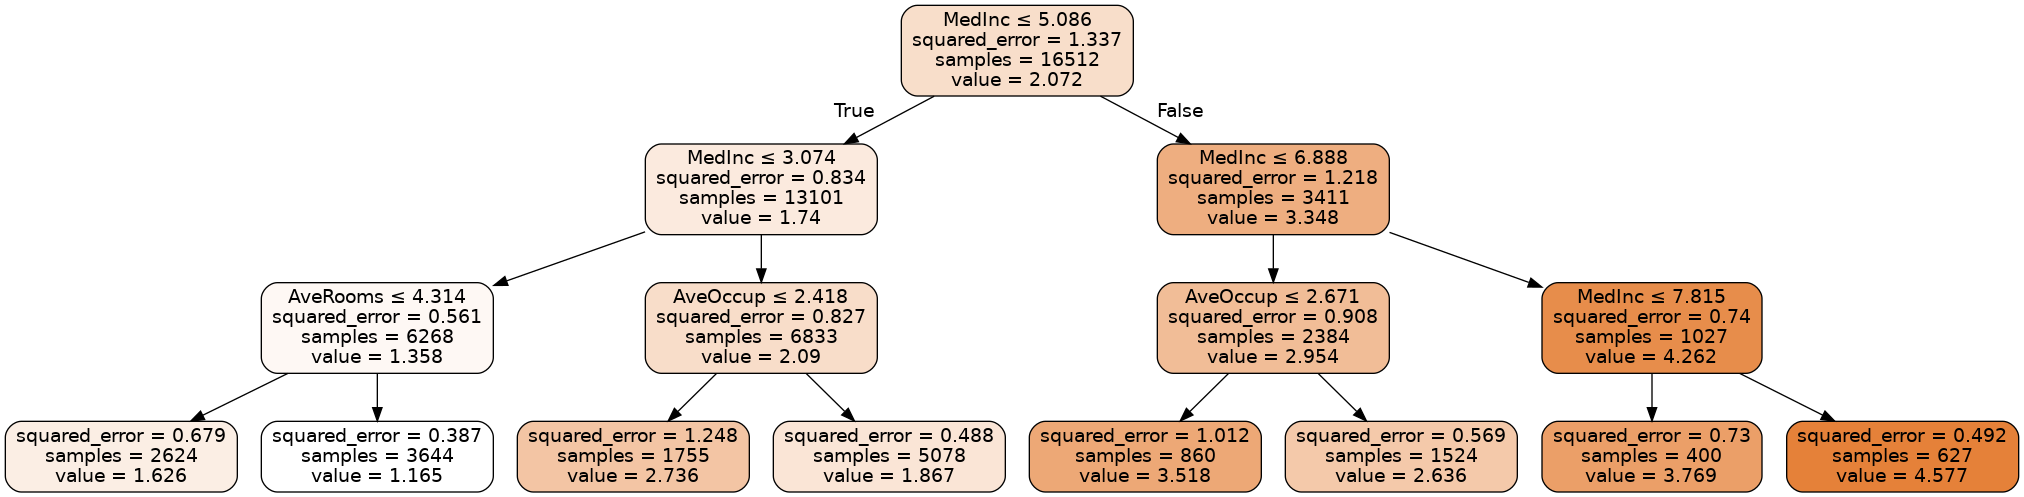 MedInc ≤ 5.086
squared_error = 1.337
samples = 16512
value = 2.072
True
False
MedInc ≤ 3.074
squared_error = 0.834
samples = 13101
value = 1.74
MedInc ≤ 6.888
squared_error = 1.218
samples = 3411
value = 3.348
AveRooms ≤ 4.314
squared_error = 0.561
samples = 6268
value = 1.358
AveOccup ≤ 2.418
squared_error = 0.827
samples = 6833
value = 2.09
AveOccup ≤ 2.671
squared_error = 0.908
samples = 2384
value = 2.954
MedInc ≤ 7.815
squared_error = 0.74
samples = 1027
value = 4.262
squared_error = 0.679
samples = 2624
value = 1.626
squared_error = 0.387
samples = 3644
value = 1.165
squared_error = 1.248
samples = 1755
value = 2.736
squared_error = 0.488
samples = 5078
value = 1.867
squared_error = 1.012
samples = 860
value = 3.518
squared_error = 0.569
samples = 1524
value = 2.636
squared_error = 0.73
samples = 400
value = 3.769
squared_error = 0.492
samples = 627
value = 4.577